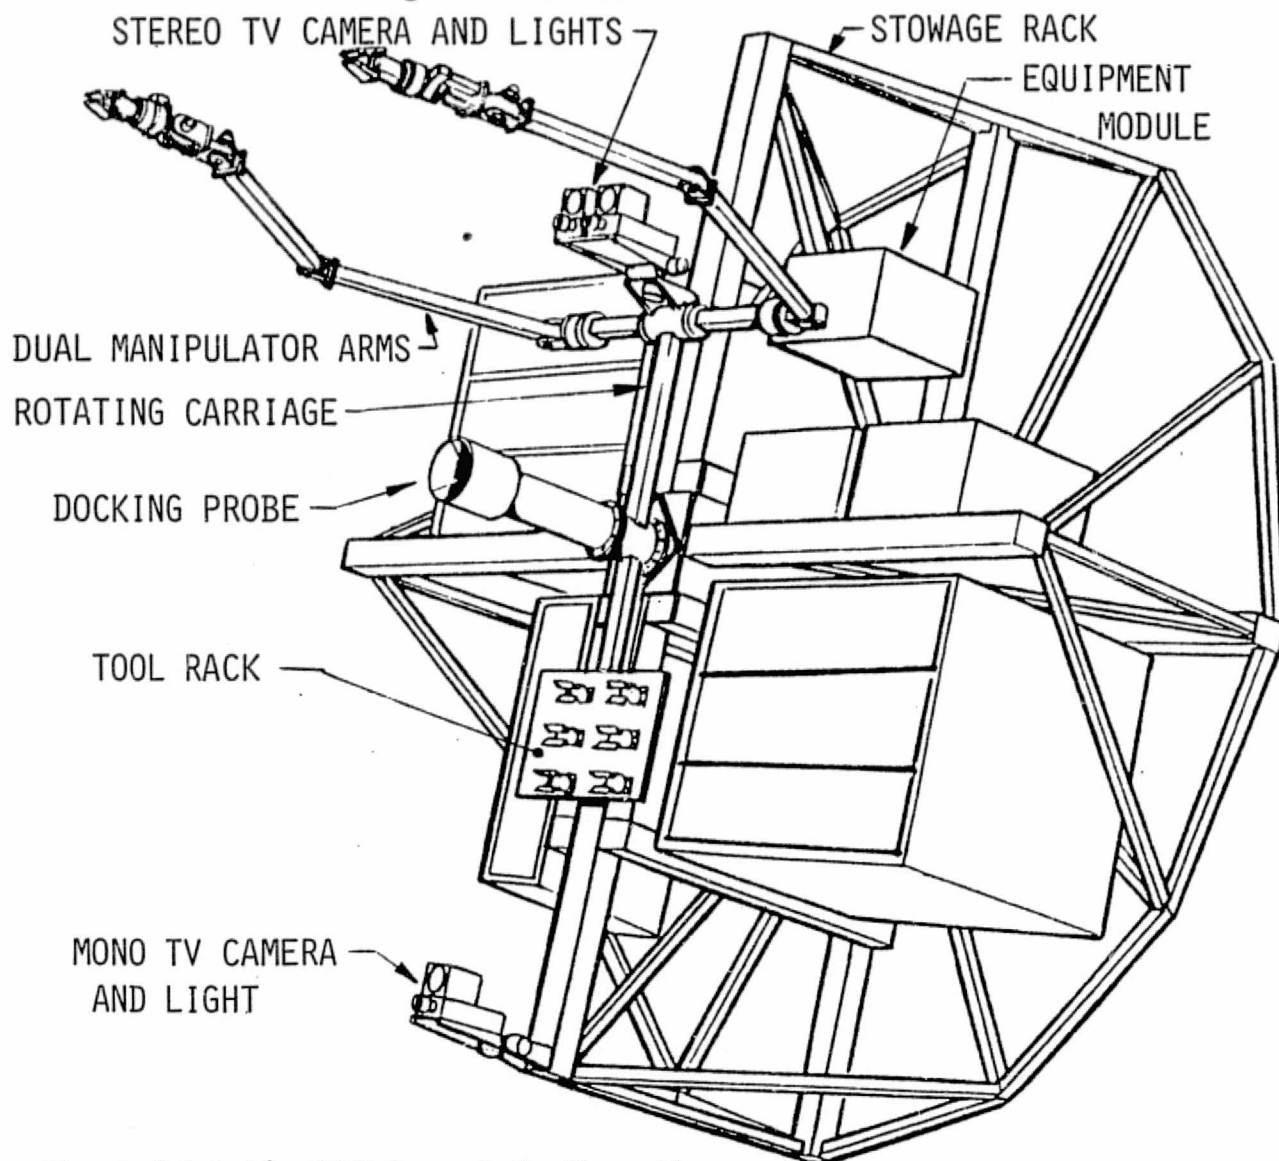 STEREO TV CAMERA AND LIGHTS
STOWAGE RACK
EQUIPMENT
MODULE
DUAL MANIPULATOR ARMS
ROTATING CARRIAGE
DOCKING PROBE
TOOL RACK
MONO TV CAMERA
AND LIGHT